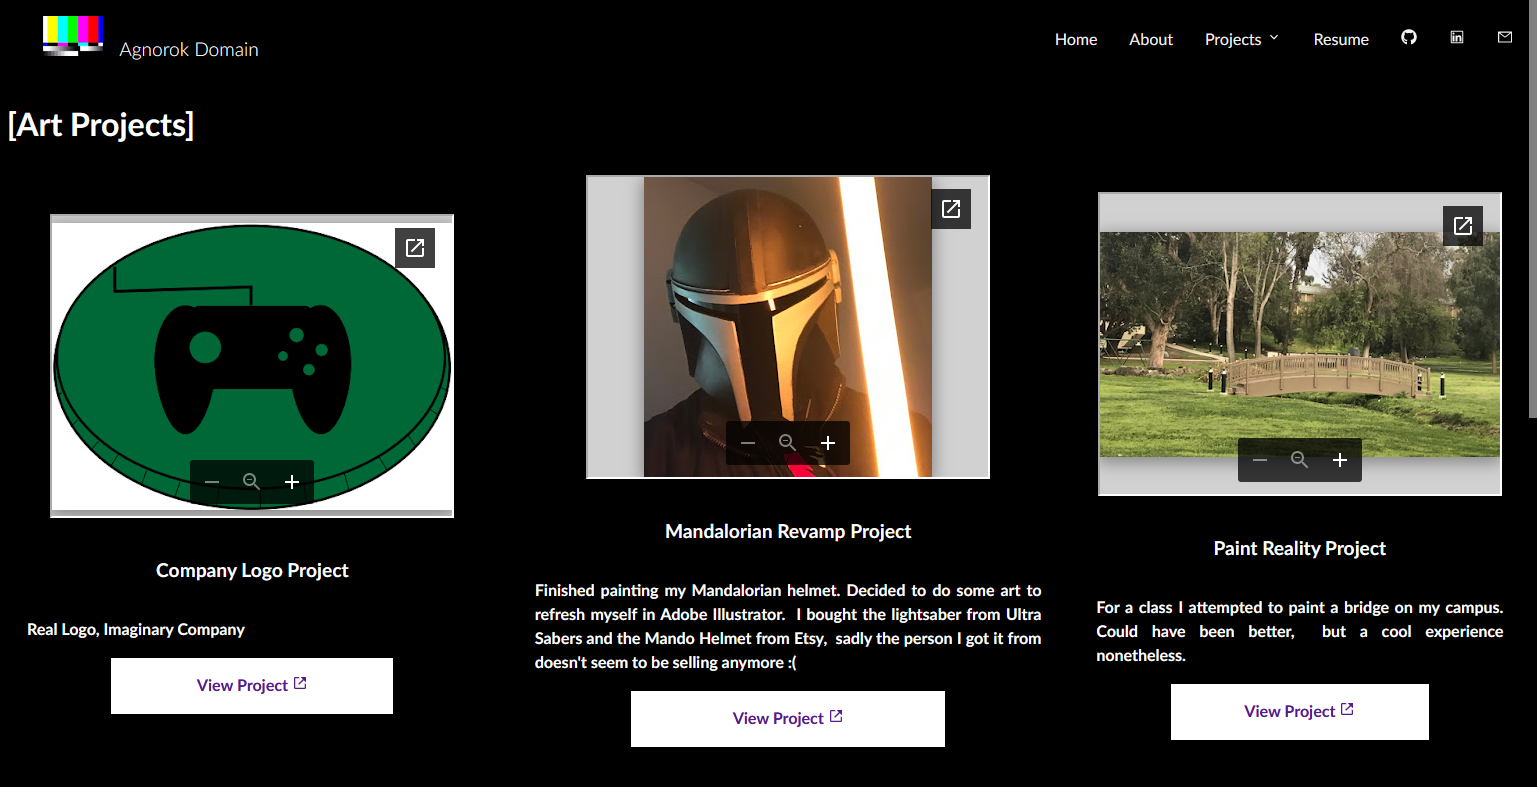 Agnorok Domain
Home About Projects Resume
[Art Projects]
Company Logo Project
Real Logo, Imaginary Company
View Project
Mandalorian Revamp Project
Finished painting my Mandalorian helmet. Decided to do some art to
refresh myself in Adobe Illustrator. I bought the lightsaber from Ultra
Sabers and the Mando Helmet from Etsy, sadly the person I got it from
doesn't seem to be selling anymore :(
View Project
Paint Reality Project
For a class I attempted to paint a bridge on my campus.
Could have been better, but a cool experience
nonetheless.
View Project